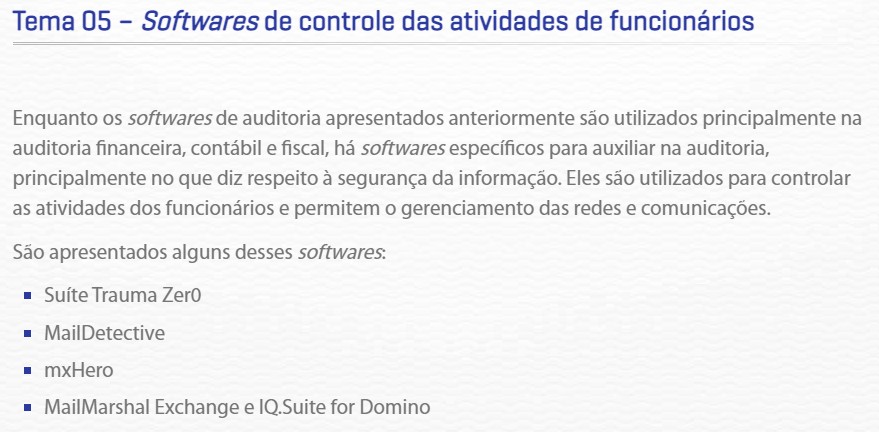 Tema 05 – Softwares de controle das atividades de funcionários
Enquanto os softwares de auditoria apresentados anteriormente são utilizados principalmente na
auditoria financeira, contábil e fiscal, há softwares específicos para auxiliar na auditoria,
principalmente no que diz respeito à segurança da informação. Eles são utilizados para controlar
as atividades dos funcionários e permitem o gerenciamento das redes e comunicações.
São apresentados alguns desses softwares:
▪ Suíte Trauma Zer0
▪ MailDetective
▪ mxHero
▪ MailMarshal Exchange e IQ.Suite for Domino